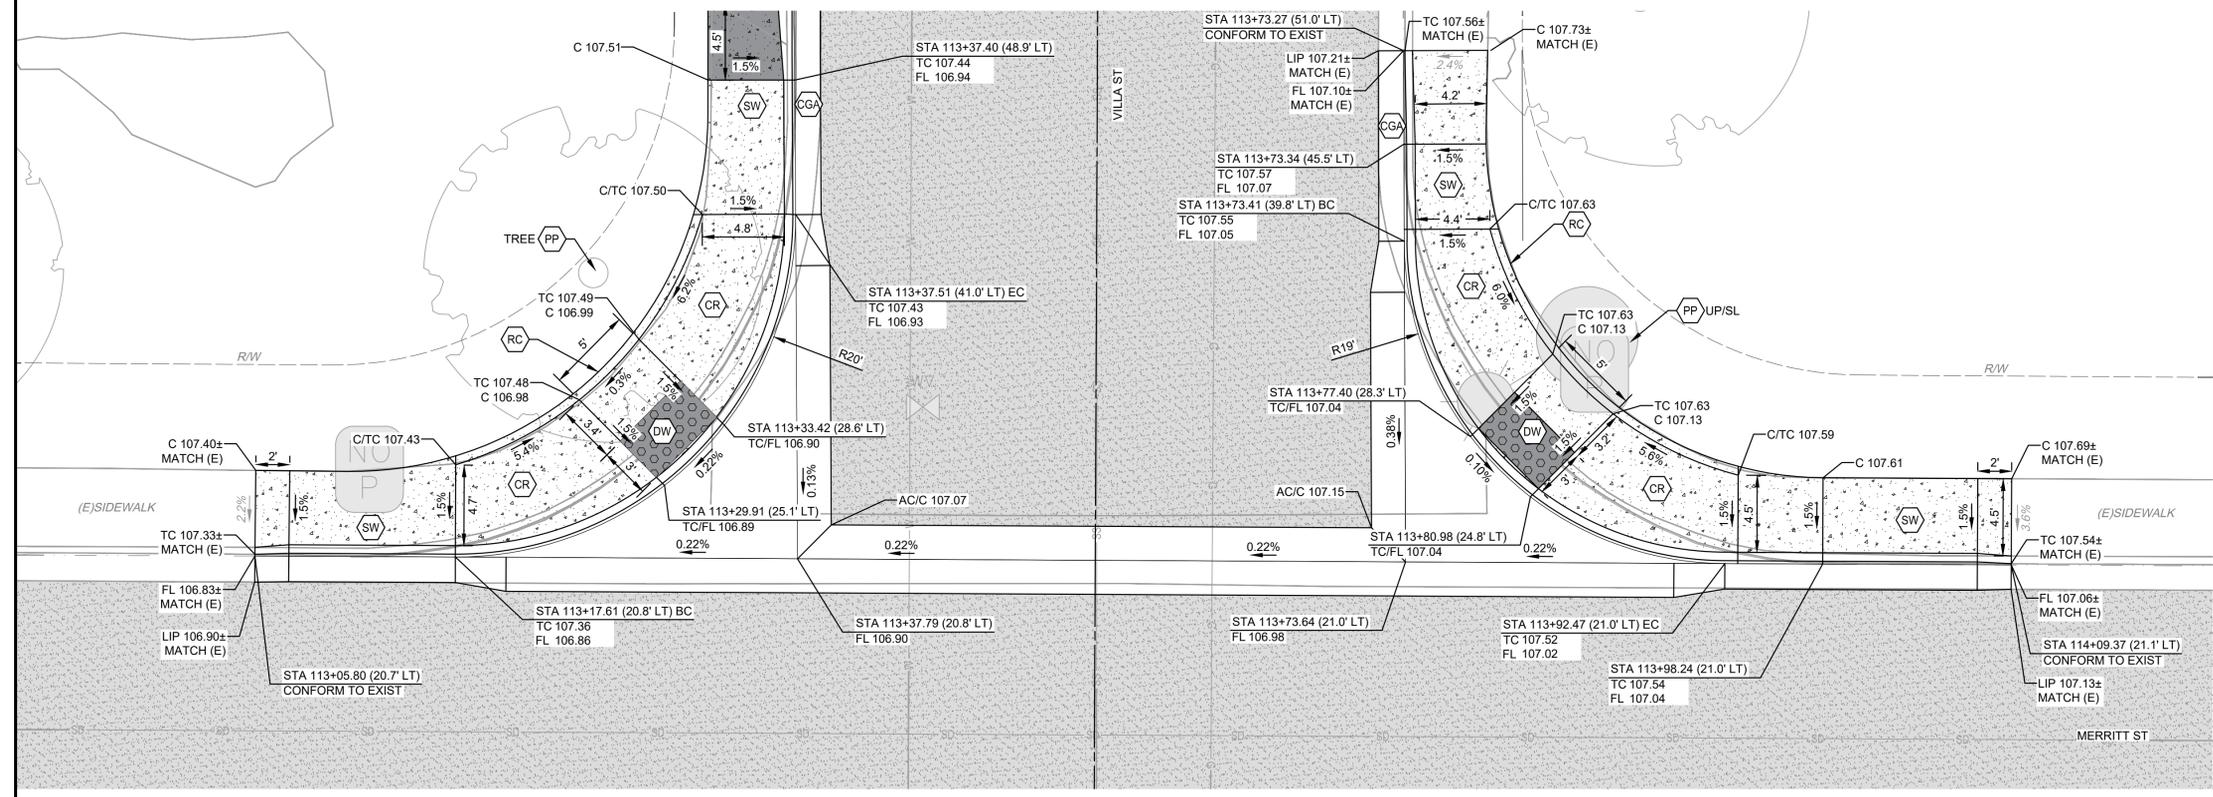 C 107.51
4.5'
1.5%
STA 113+37.40 (48.9' LT)
TC 107.44
FL 106.94
SW
CGA
VILLA ST
STA 113+73.27 (51.0' LT)
CONFORM TO EXIST
TC 107.56±
MATCH (E)
C 107.73±
MATCH (E)
LIP 107.21±
MATCH (E)
FL 107.10±
MATCH (E)
2.4%
4.2'
CGA
STA 113+73.34 (45.5' LT)
TC 107.57
FL 107.07
1.5%
SW
STA 113+73.41 (39.8' LT) BC
TC 107.55
FL 107.05
4.4'
1.5%
C/TC 107.63
RC
C/TC 107.50
1.5%
4.8'
TREE PP
6.2%
CR
STA 113+37.51 (41.0' LT) EC
TC 107.43
FL 106.93
TC 107.49
C 106.99
RC
5'
R20'
R/W
TC 107.48
C 106.98
0.3%
1.5%
1.5%
3.4'
3'
DW
STA 113+33.42 (28.6' LT)
TC/FL 106.90
0.22%
0.13%
WV
CR
6.0%
TC 107.63
C 107.13
PP UP/SL
NO
P
R19'
5'
R/W
STA 113+77.40 (28.3' LT)
TC/FL 107.04
1.5%
DW
1.5%
3.2'
3'
TC 107.63
C 107.13
0.38%
0.10%
C/TC 107.59
5.6%
CR
C 107.61
C 107.69±
MATCH (E)
2'
C 107.40±
MATCH (E)
2'
C/TC 107.43
NO
P
5.4%
CR
2.2%
1.5%
1.5%
4.7'
SW
(E)SIDEWALK
TC 107.33±
MATCH (E)
STA 113+29.91 (25.1' LT)
TC/FL 106.89
AC/C 107.07
AC/C 107.15
0.22%
0.22%
0.22%
0.22%
STA 113+80.98 (24.8' LT)
TC/FL 107.04
1.5%
4.5'
1.5%
SW
1.5%
4.5'
3.6%
(E)SIDEWALK
TC 107.54±
MATCH (E)
FL 106.83±
MATCH (E)
LIP 106.90±
MATCH (E)
STA 113+05.80 (20.7' LT)
CONFORM TO EXIST
STA 113+17.61 (20.8' LT) BC
TC 107.36
FL 106.86
STA 113+37.79 (20.8' LT)
FL 106.90
STA 113+73.64 (21.0' LT)
FL 106.98
STA 113+92.47 (21.0' LT) EC
TC 107.52
FL 107.02
STA 113+98.24 (21.0' LT)
TC 107.54
FL 107.04
FL 107.06±
MATCH (E)
STA 114+09.37 (21.1' LT)
CONFORM TO EXIST
LIP 107.13±
MATCH (E)
SD SD SD SD SD SD SD SD SD SD SD SD
MERRITT ST